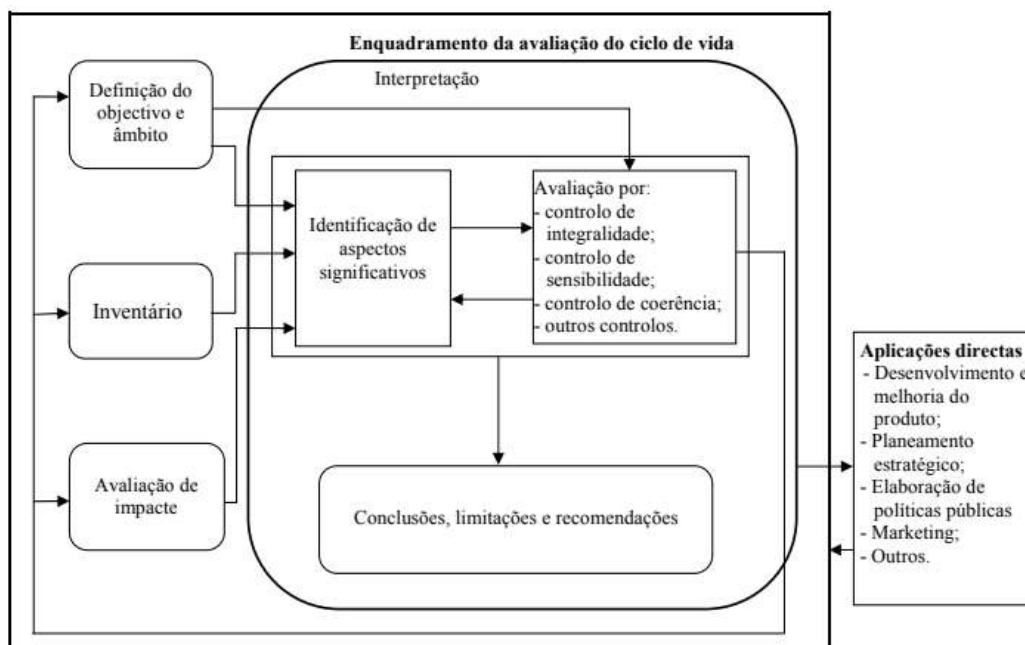 Enquadramento da avaliação do ciclo de vida
Interpretação
Definição do
objectivo e
âmbito
Inventário
Avaliação de
impacte
Identificação de
aspectos
significativos
Avaliação por:
- controlo de
integralidade;
- controlo de
sensibilidade;
- controlo de coerência;
- outros controlos.
Conclusões, limitações e recomendações
Aplicações directas
- Desenvolvimento e
melhoria do
produto;
- Planeamento
estratégico;
- Elaboração de
políticas públicas
- Marketing;
- Outros.